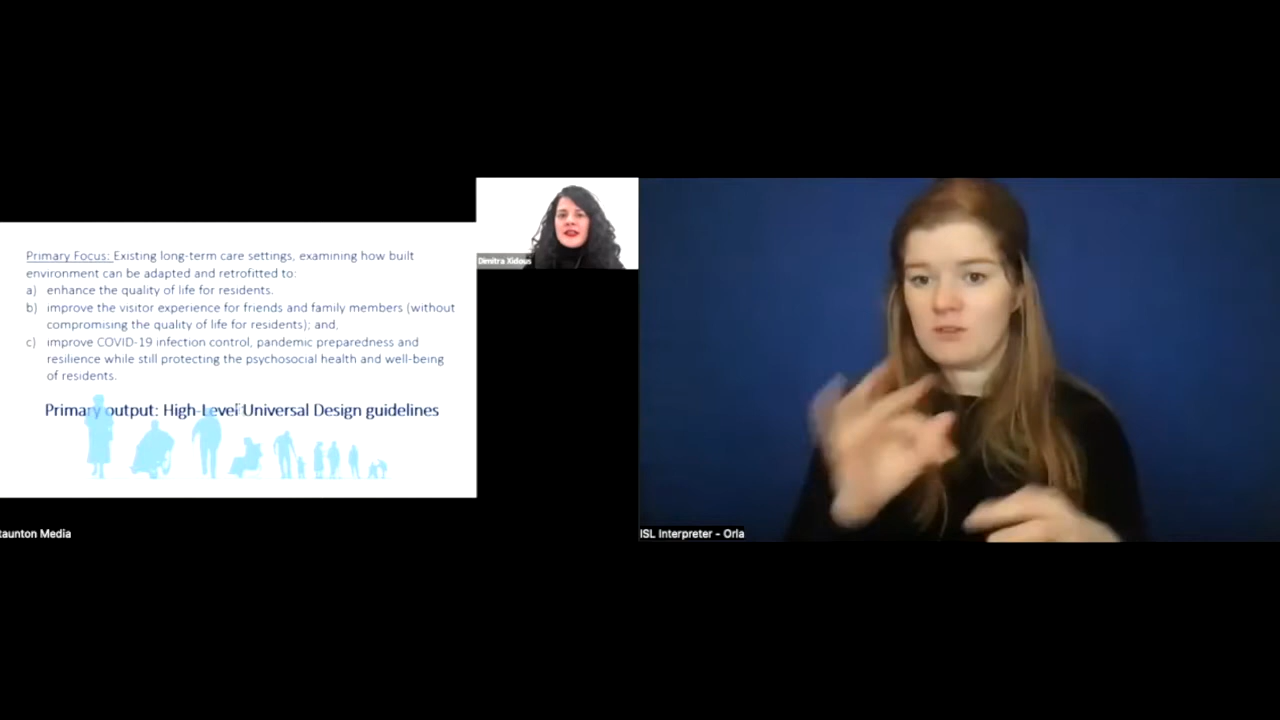 Primary Focus: Existing long-term care settings, examining how built
environment can be adapted and retrofitted to:
a) enhance the quality of life for residents.
b) improve the visitor experience for friends and family members (without
compromising the quality of life for residents); and,
c) improve COVID-19 infection control, pandemic preparedness and
resilience while still protecting the psychosocial health and well-being
of residents.
Primary output: High-Level Universal Design guidelines
Dimitra Xidous
taunton Media
ISL Interpreter - Orla